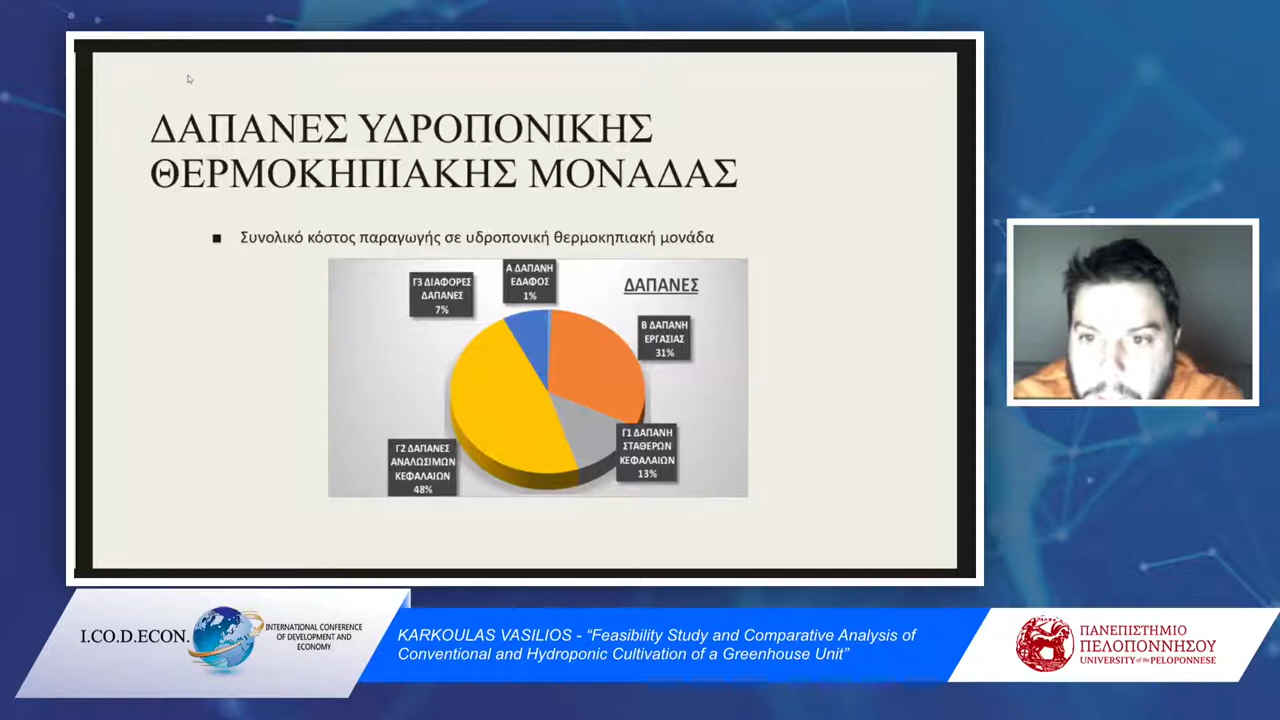 ΔΑΠΑΝΕΣ ΥΔΡΟΠΟΝΙΚΗΣ
ΘΕΡΜΟΚΗΠΙΑΚΗΣ ΜΟΝΑΔΑΣ
■ Συνολικό κόστος παραγωγής σε υδροπονική θερμοκηπιακή μονάδα
ΔΑΠΑΝΕΣ
Α ΔΑΠΑΝΗ
ΕΔΑΦΟΣ
1%
Γ3 ΔΙΑΦΟΡΕΣ
ΔΑΠΑΝΕΣ
7%
Β ΔΑΠΑΝΗ
ΕΡΓΑΣΙΑΣ
31%
Γ1 ΔΑΠΑΝΗ
ΣΤΑΘΕΡΩΝ
ΚΕΦΑΛΑΙΩΝ
13%
Γ2 ΔΑΠΑΝΕΣ
ΑΝΑΛΩΣΙΜΩΝ
ΚΕΦΑΛΑΙΩΝ
48%
I.CO.D.ECON.
INTERNATIONAL CONFERENCE
OF DEVELOPMENT AND
ECONOMY
KARKOULAS VASILIOS - “Feasibility Study and Comparative Analysis of
Conventional and Hydroponic Cultivation of a Greenhouse Unit”
ΠΑΝΕΠΙΣΤΗΜΙΟ
ΠΕΛΟΠΟΝΝΗΣΟΥ
UNIVERSITY of the PELOPONNESE